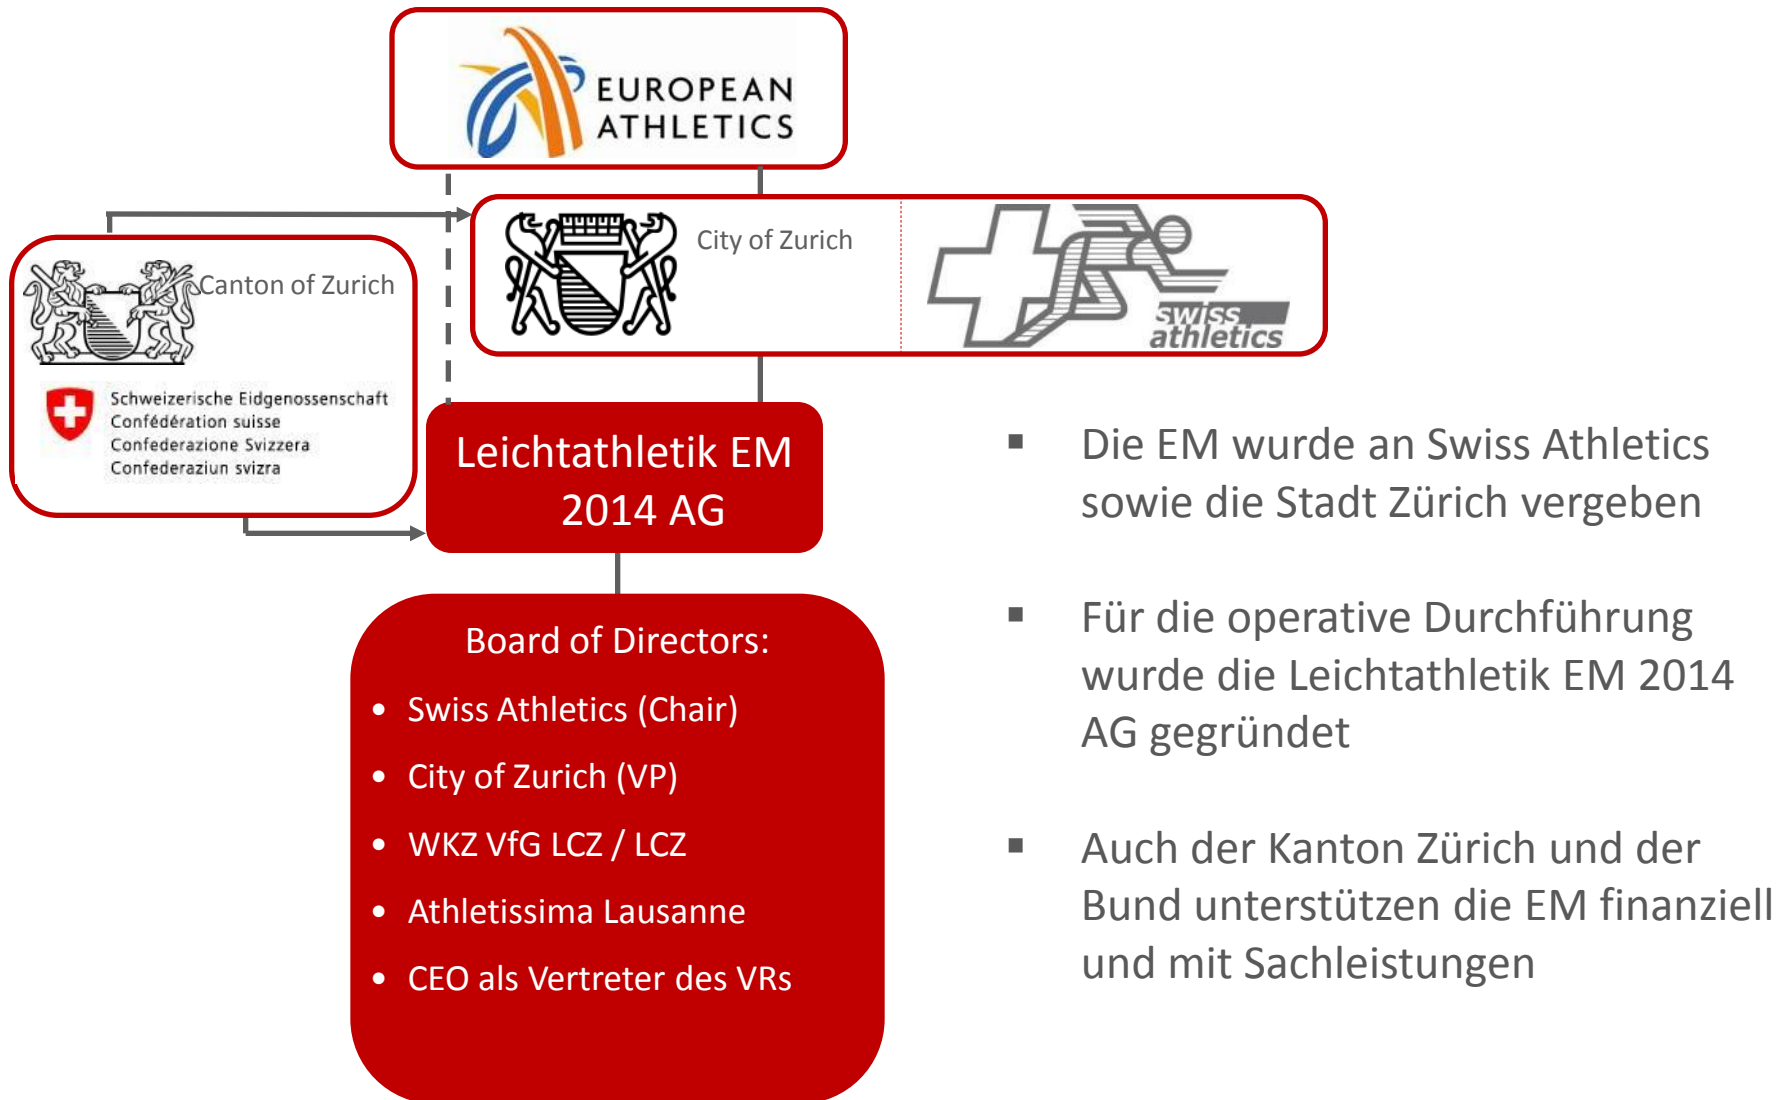 EUROPEAN
ATHLETICS
City of Zurich
swiss
athletics
Canton of Zurich
Schweizerische Eidgenossenschaft
Confédération suisse
Confederazione Svizzera
Confederaziun svizra
Leichtathletik EM
2014 AG
Board of Directors:
• Swiss Athletics (Chair)
• City of Zurich (VP)
• WKZ VfG LCZ / LCZ
• Athletissima Lausanne
• CEO als Vertreter des VRs
▪ Die EM wurde an Swiss Athletics
sowie die Stadt Zürich vergeben
▪ Für die operative Durchführung
wurde die Leichtathletik EM 2014
AG gegründet
▪ Auch der Kanton Zürich und der
Bund unterstützen die EM finanziell
und mit Sachleistungen